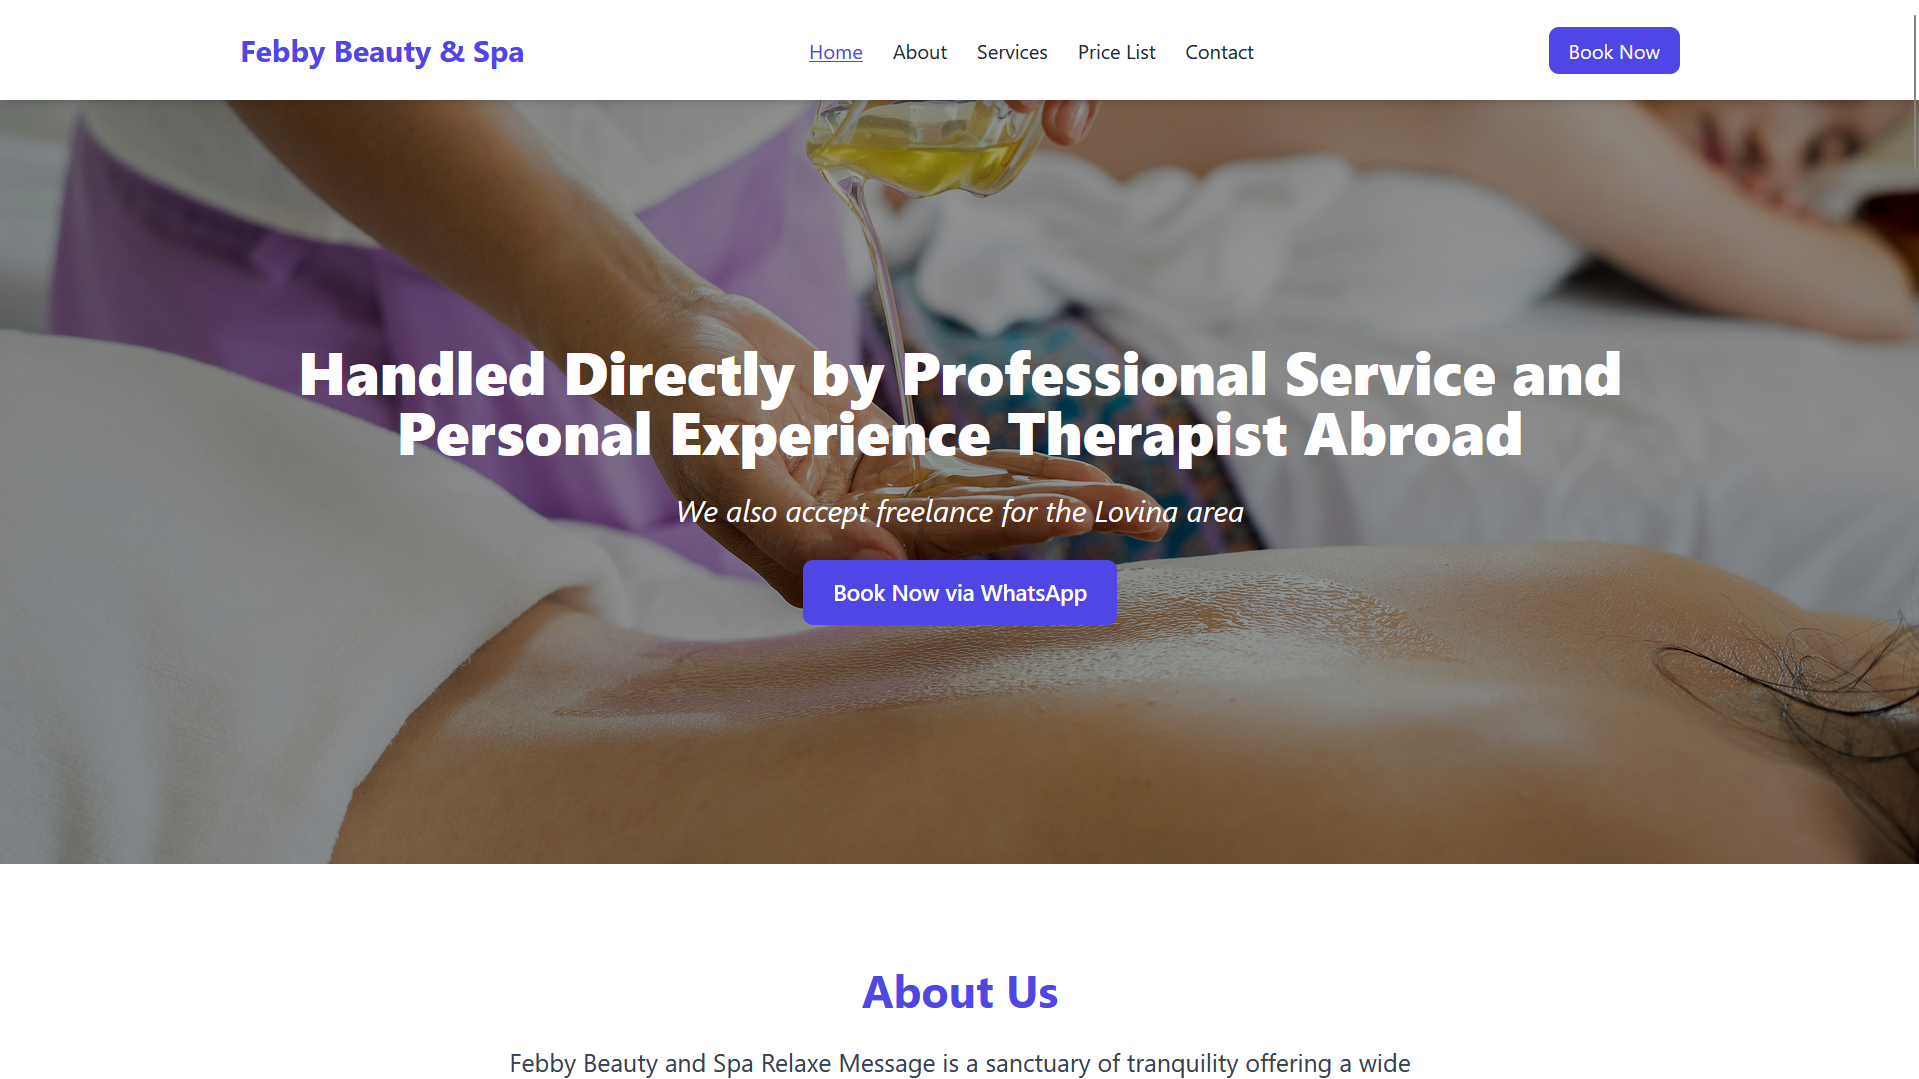 Febby Beauty & Spa
Home
About
Services
Price List
Contact
Book Now
Handled Directly by Professional Service and
Personal Experience Therapist Abroad
We also accept freelance for the Lovina area
Book Now via WhatsApp
About Us
Febby Beauty and Spa Relaxe Message is a sanctuary of tranquility offering a wide